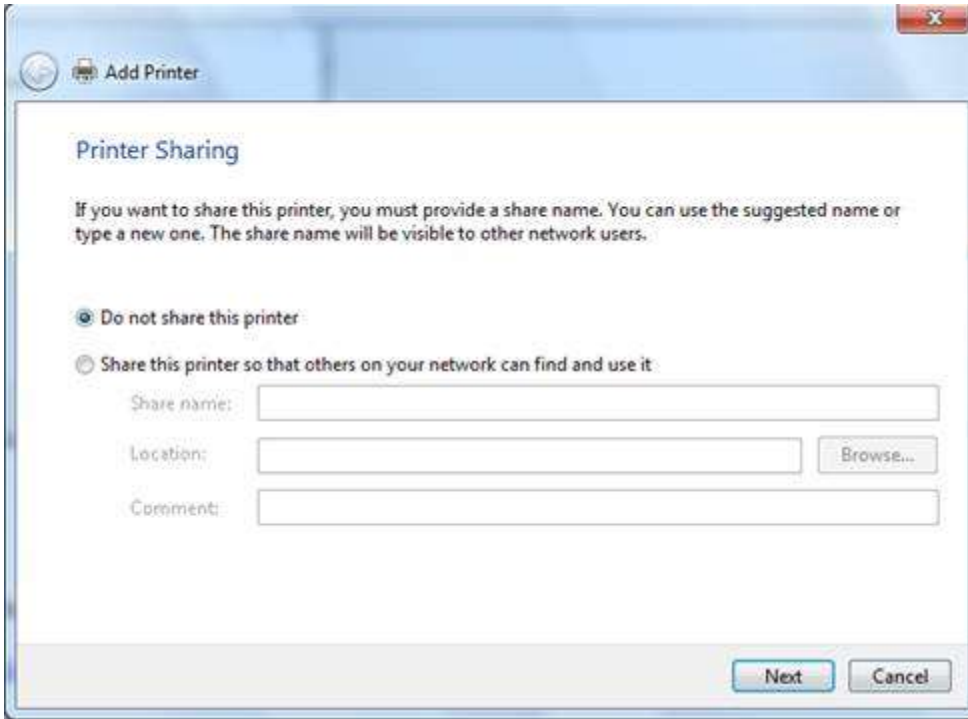 Add Printer
Printer Sharing
If you want to share this printer, you must provide a share name. You can use the suggested name or
type a new one. The share name will be visible to other network users.
Do not share this printer
Share this printer so that others on your network can find and use it
Share name:
Location:
Browse...
Comment:
Next
Cancel